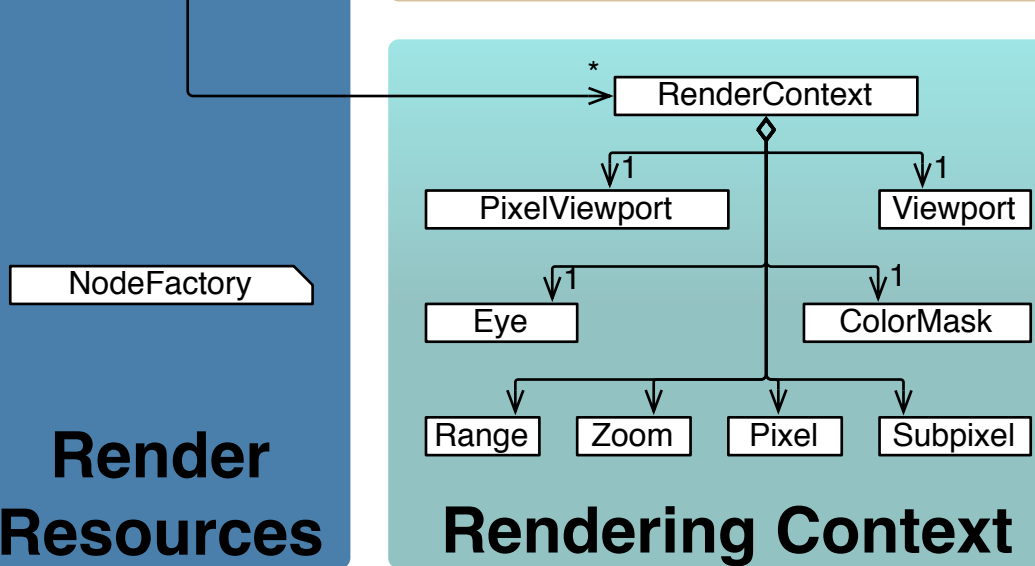 *
RenderContext
1
1
PixelViewport
Viewport
NodeFactory
1
1
Eye
ColorMask
Range
Zoom
Pixel
Subpixel
Render
Resources
Rendering Context